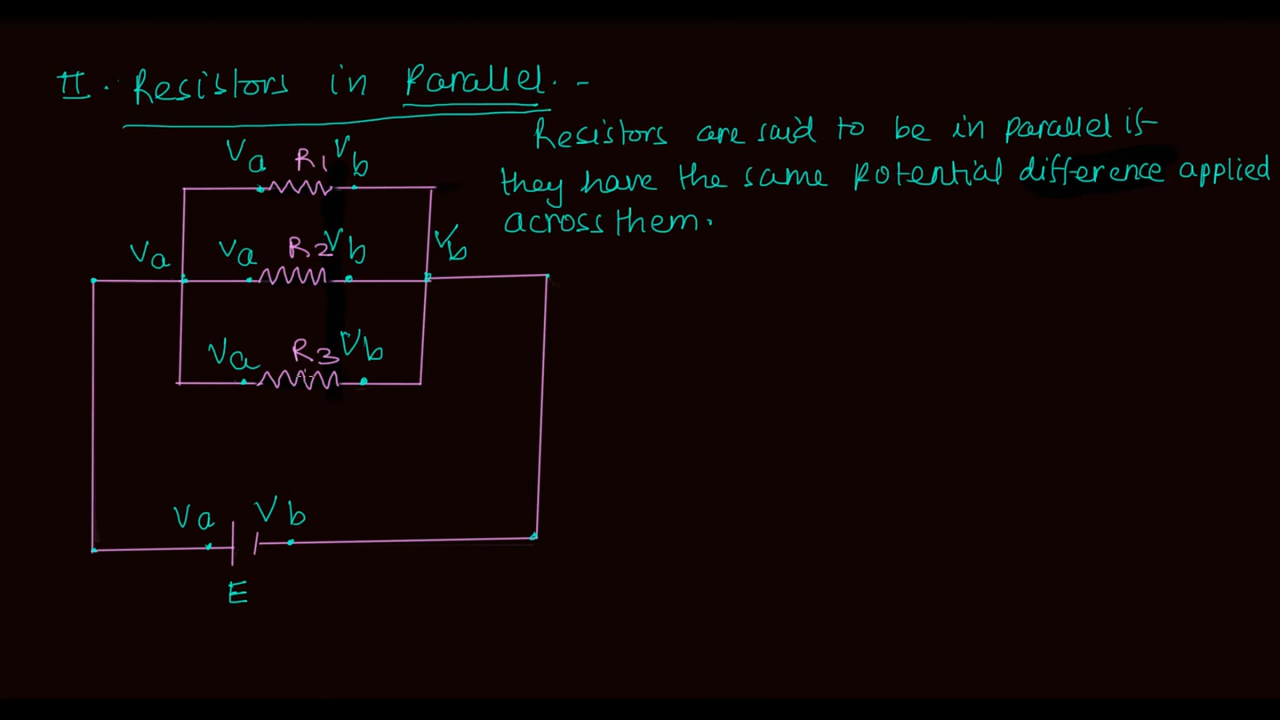 II. Resistors in Parallel. -
Resistors are said to be in parallel if
they have the same potential difference applied
across them.
Va R1 Vb
Va Va R2 Vb Vb
Va R3 Vb
Va Vb
E